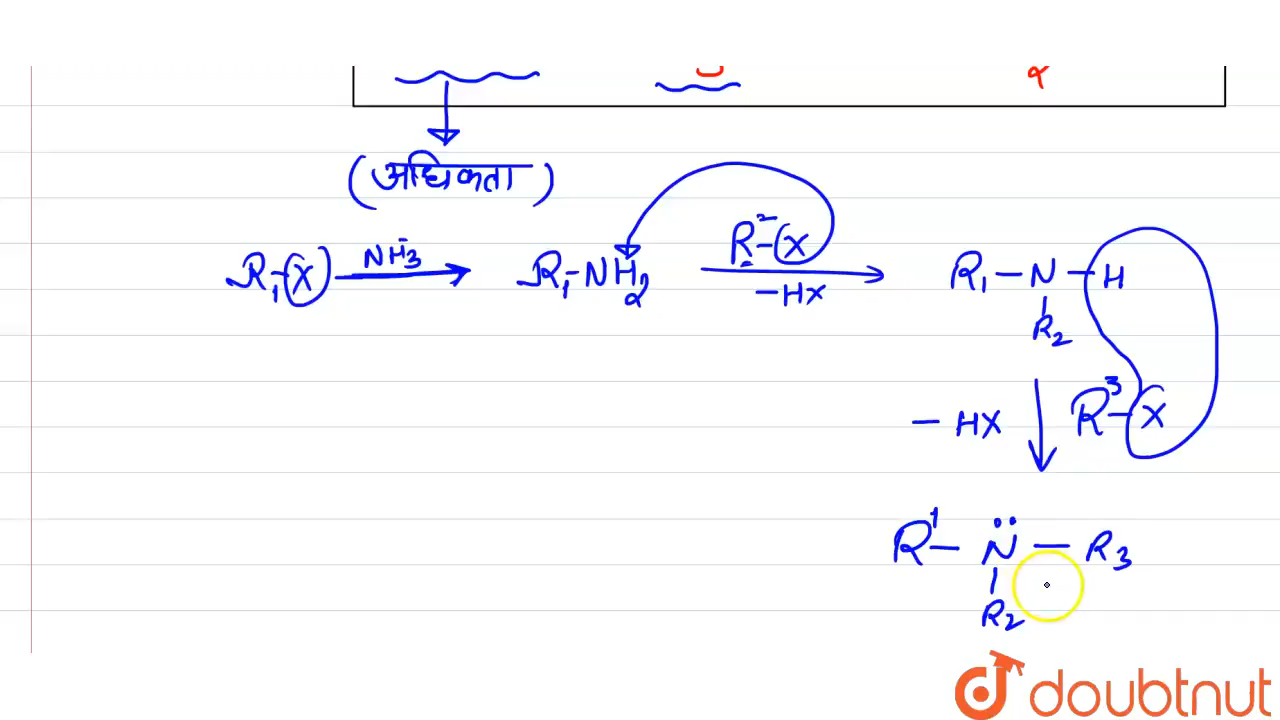 (अधिकता)
R₁-X NH₃ R₁-NH₂ R²-X -HX R₁-N-H
R₂
-HX R³-X
R¹-N̈-R₃
R₂
doubtnut